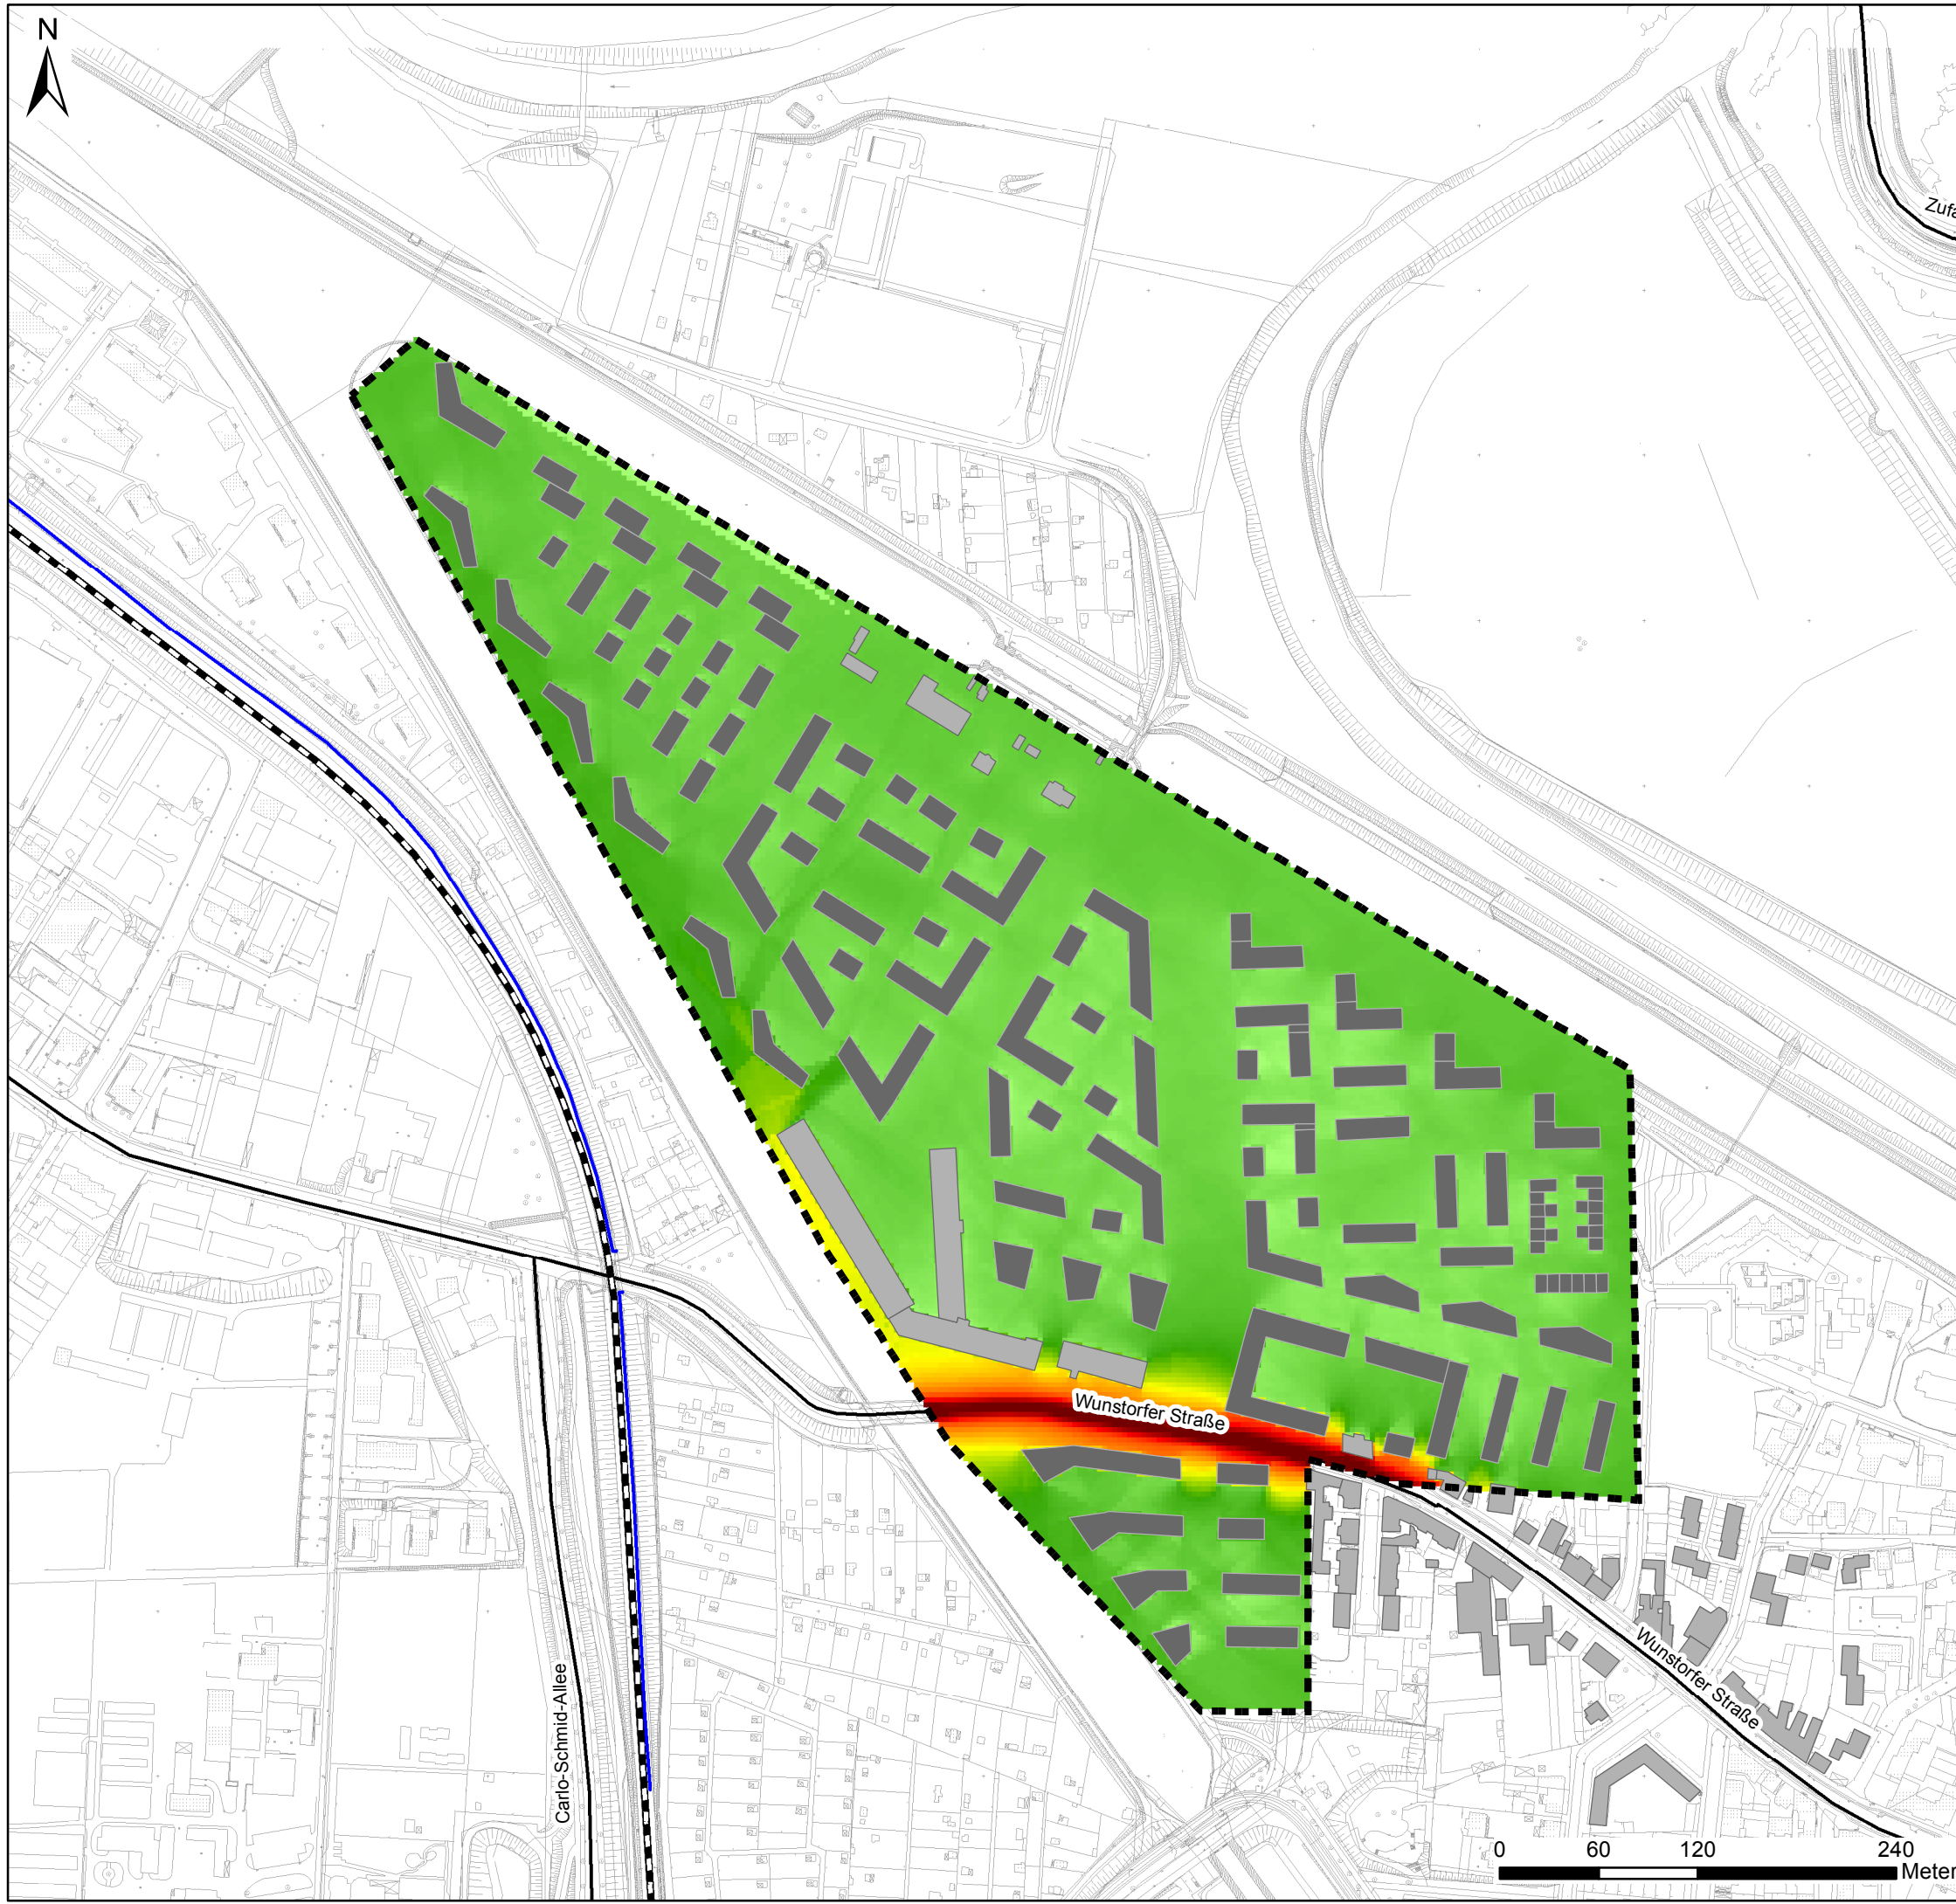 N
Zufa
Wunstorfer Straße
Carlo-Schmid-Allee
Wunstorfer Straße
0 60 120 240
Meter